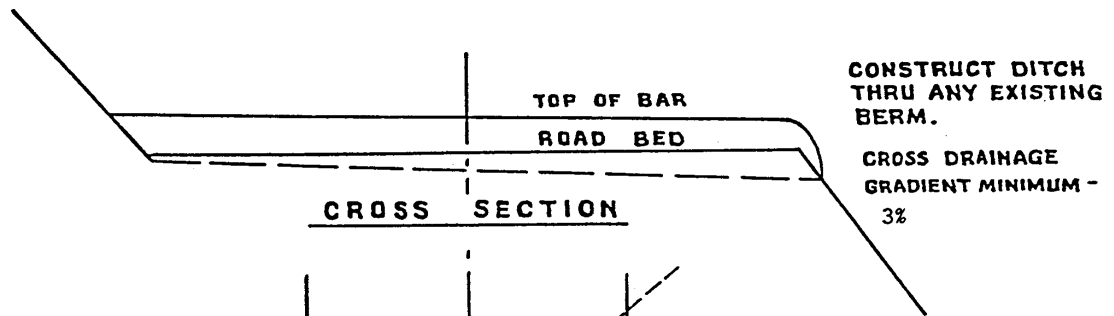 TOP OF BAR
ROAD BED
CONSTRUCT DITCH
THRU ANY EXISTING
BERM.
CROSS DRAINAGE
GRADIENT MINIMUM -
3%
CROSS SECTION